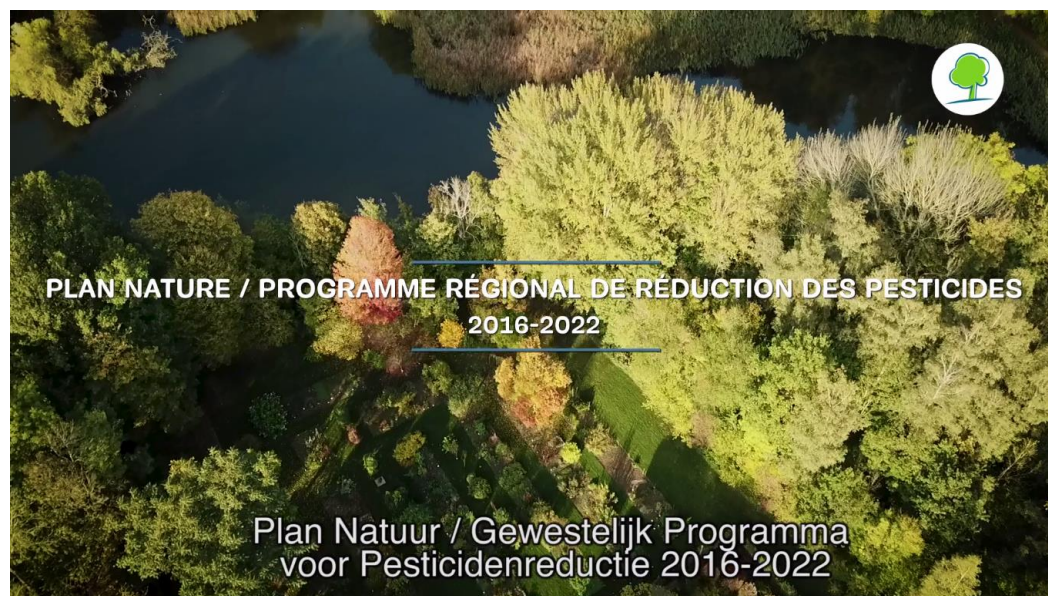 PLAN NATURE / PROGRAMME RÉGIONAL DE RÉDUCTION DES PESTICIDES
2016-2022
Plan Natuur / Gewestelijk Programma
voor Pesticidenreductie 2016-2022